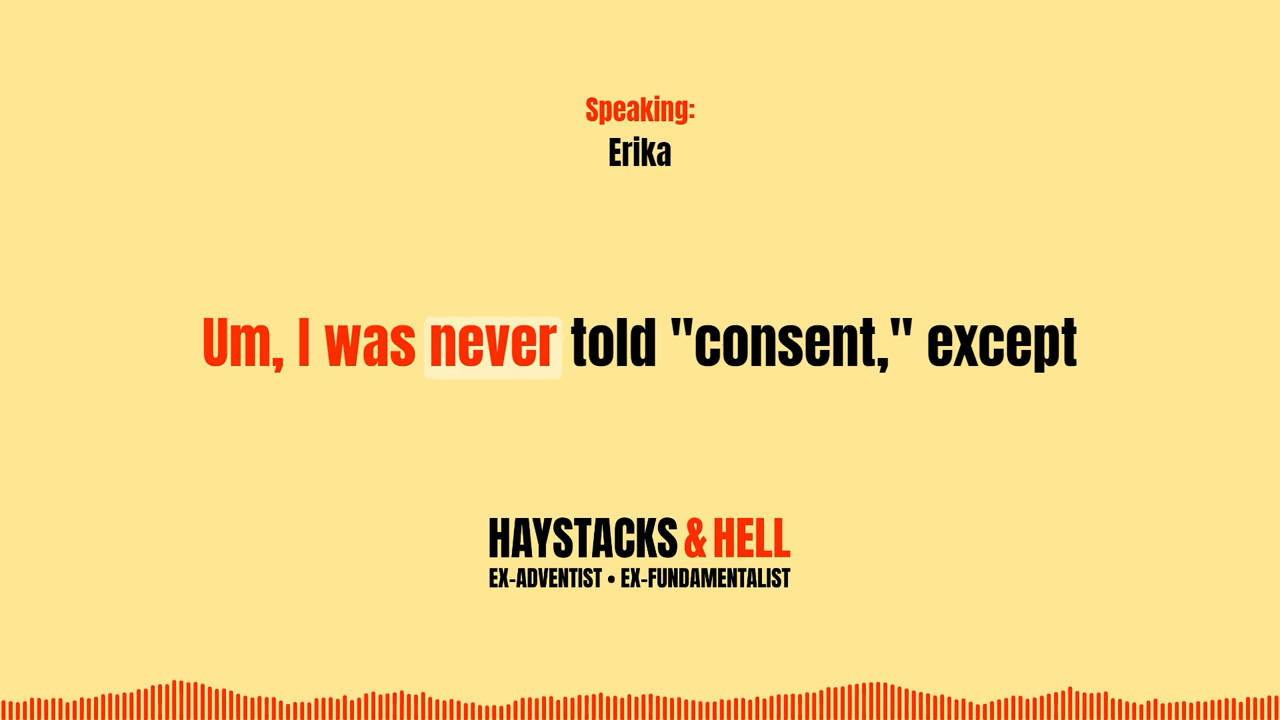 Speaking:
Erika
Um, I was never told "consent," except
HAYSTACKS & HELL
EX-ADVENTIST • EX-FUNDAMENTALIST